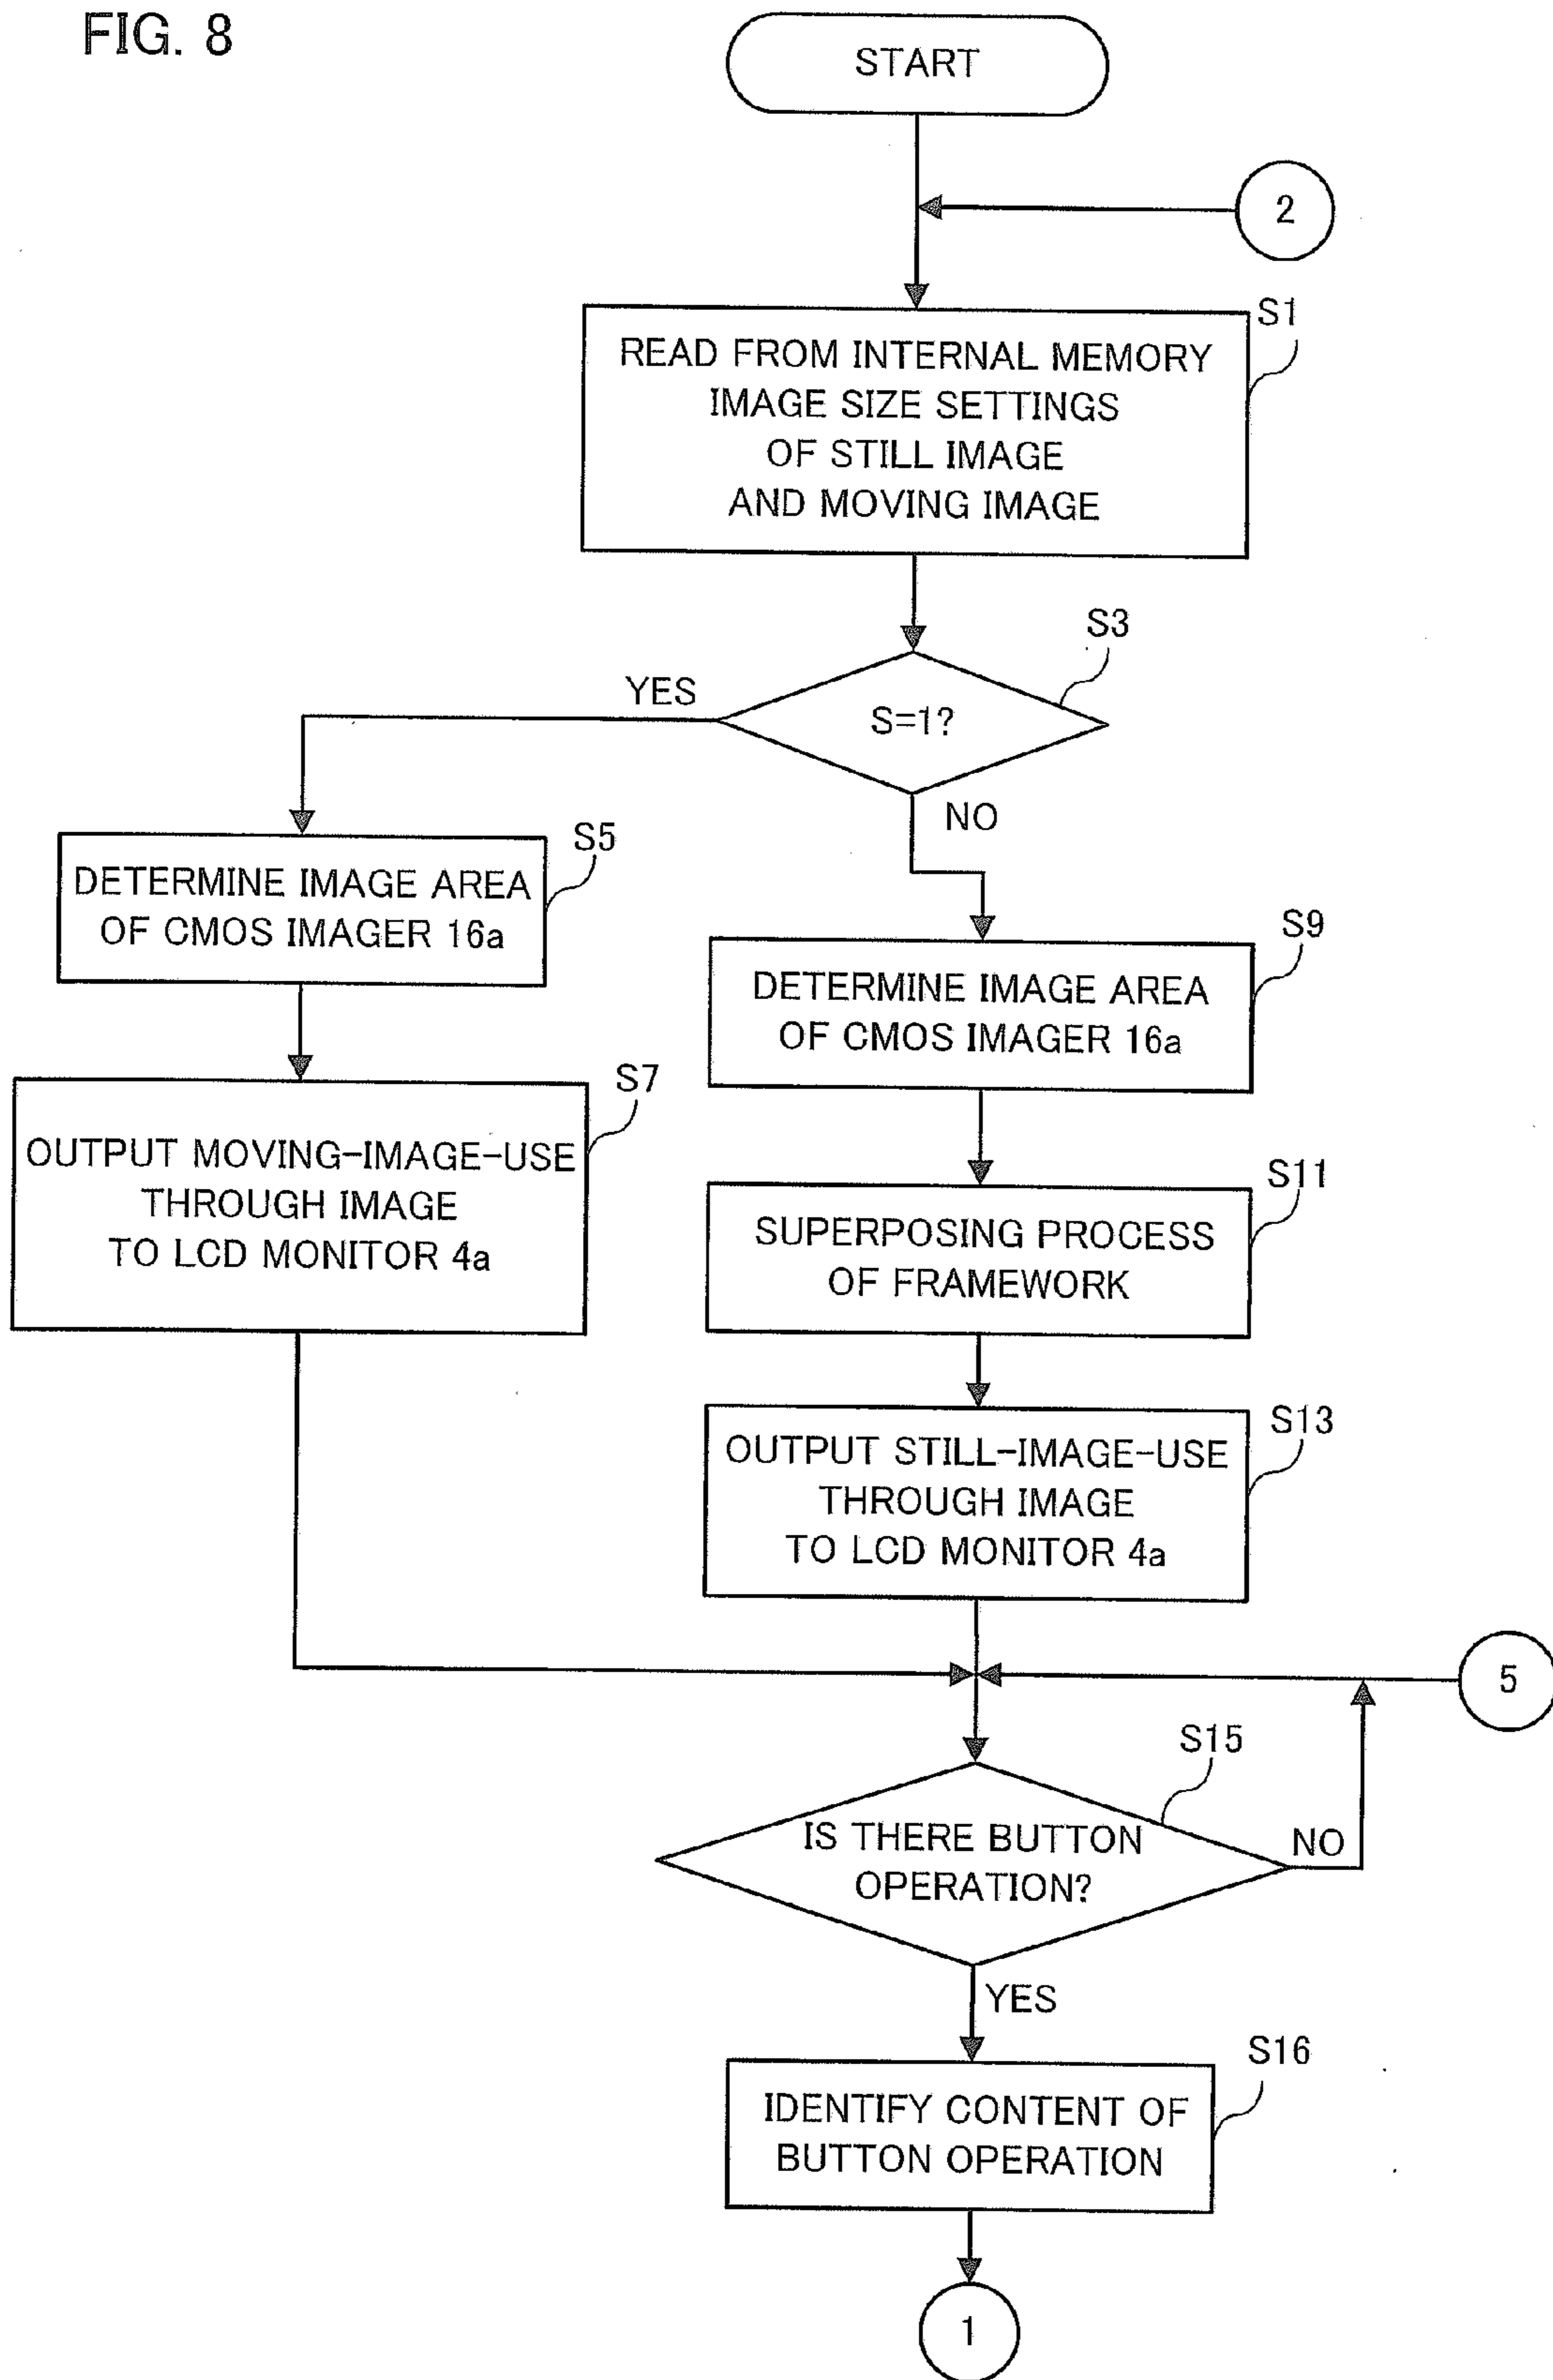 FIG. 8
START
2
S1
READ FROM INTERNAL MEMORY
IMAGE SIZE SETTINGS
OF STILL IMAGE
AND MOVING IMAGE
S3
YES
S=1?
NO
S5
DETERMINE IMAGE AREA
OF CMOS IMAGER 16a
S9
DETERMINE IMAGE AREA
OF CMOS IMAGER 16a
S7
OUTPUT MOVING-IMAGE-USE
THROUGH IMAGE
TO LCD MONITOR 4a
S11
SUPERPOSING PROCESS
OF FRAMEWORK
S13
OUTPUT STILL-IMAGE-USE
THROUGH IMAGE
TO LCD MONITOR 4a
5
S15
IS THERE BUTTON
OPERATION?
NO
YES
S16
IDENTIFY CONTENT OF
BUTTON OPERATION
1